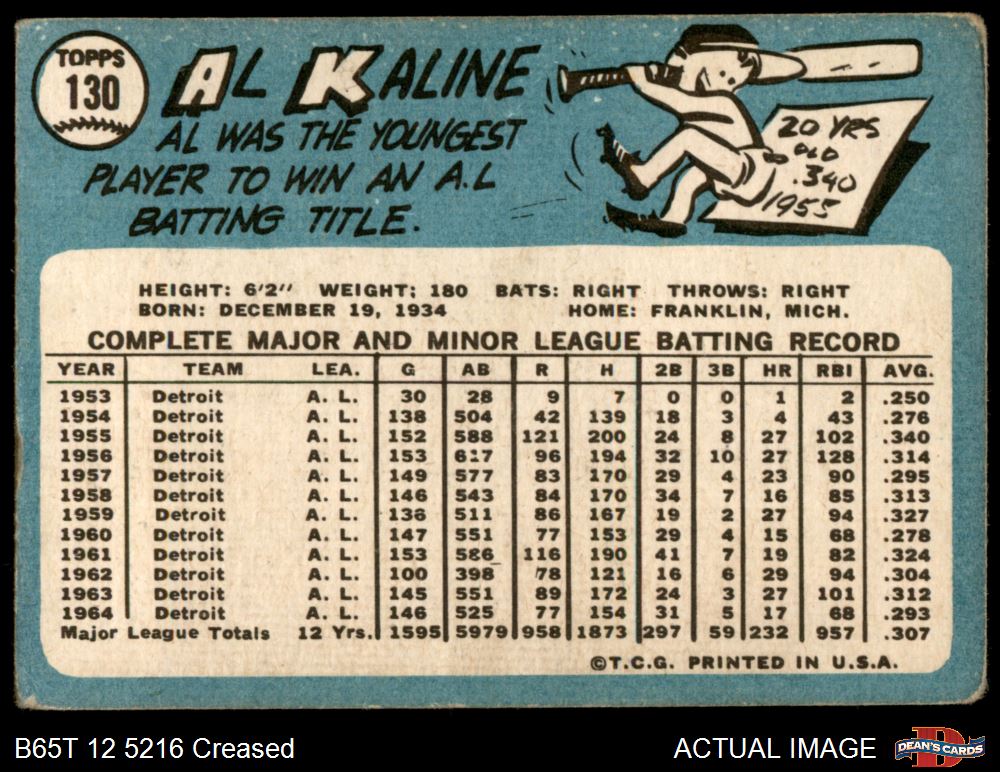 TOPPS
130
AL KALINE
AL WAS THE YOUNGEST
PLAYER TO WIN AN A.L
BATTING TITLE.
20 YRS
OLD
.340
1955
HEIGHT: 6'2" WEIGHT: 180 BATS: RIGHT THROWS: RIGHT
BORN: DECEMBER 19, 1934 HOME: FRANKLIN, MICH.
COMPLETE MAJOR AND MINOR LEAGUE BATTING RECORD
YEAR TEAM LEA. G AB R H 2B 3B HR RBI AVG.
1953 Detroit A. L. 30 28 9 7 0 0 1 2 .250
1954 Detroit A. L. 138 504 42 139 18 3 4 43 .276
1955 Detroit A. L. 152 588 121 200 24 8 27 102 .340
1956 Detroit A. L. 153 617 96 194 32 10 27 128 .314
1957 Detroit A. L. 149 577 83 170 29 4 23 90 .295
1958 Detroit A. L. 146 543 84 170 34 7 16 85 .313
1959 Detroit A. L. 136 511 86 167 19 2 27 94 .327
1960 Detroit A. L. 147 551 77 153 29 4 15 68 .278
1961 Detroit A. L. 153 586 116 190 41 7 19 82 .324
1962 Detroit A. L. 100 398 78 121 16 6 29 94 .304
1963 Detroit A. L. 145 551 89 172 24 3 27 101 .312
1964 Detroit A. L. 146 525 77 154 31 5 17 68 .293
Major League Totals 12 Yrs. 1595 5979 958 1873 297 59 232 957 .307
©T.C.G. PRINTED IN U.S.A.
B65T 12 5216 Creased ACTUAL IMAGE DEAN'S CARDS